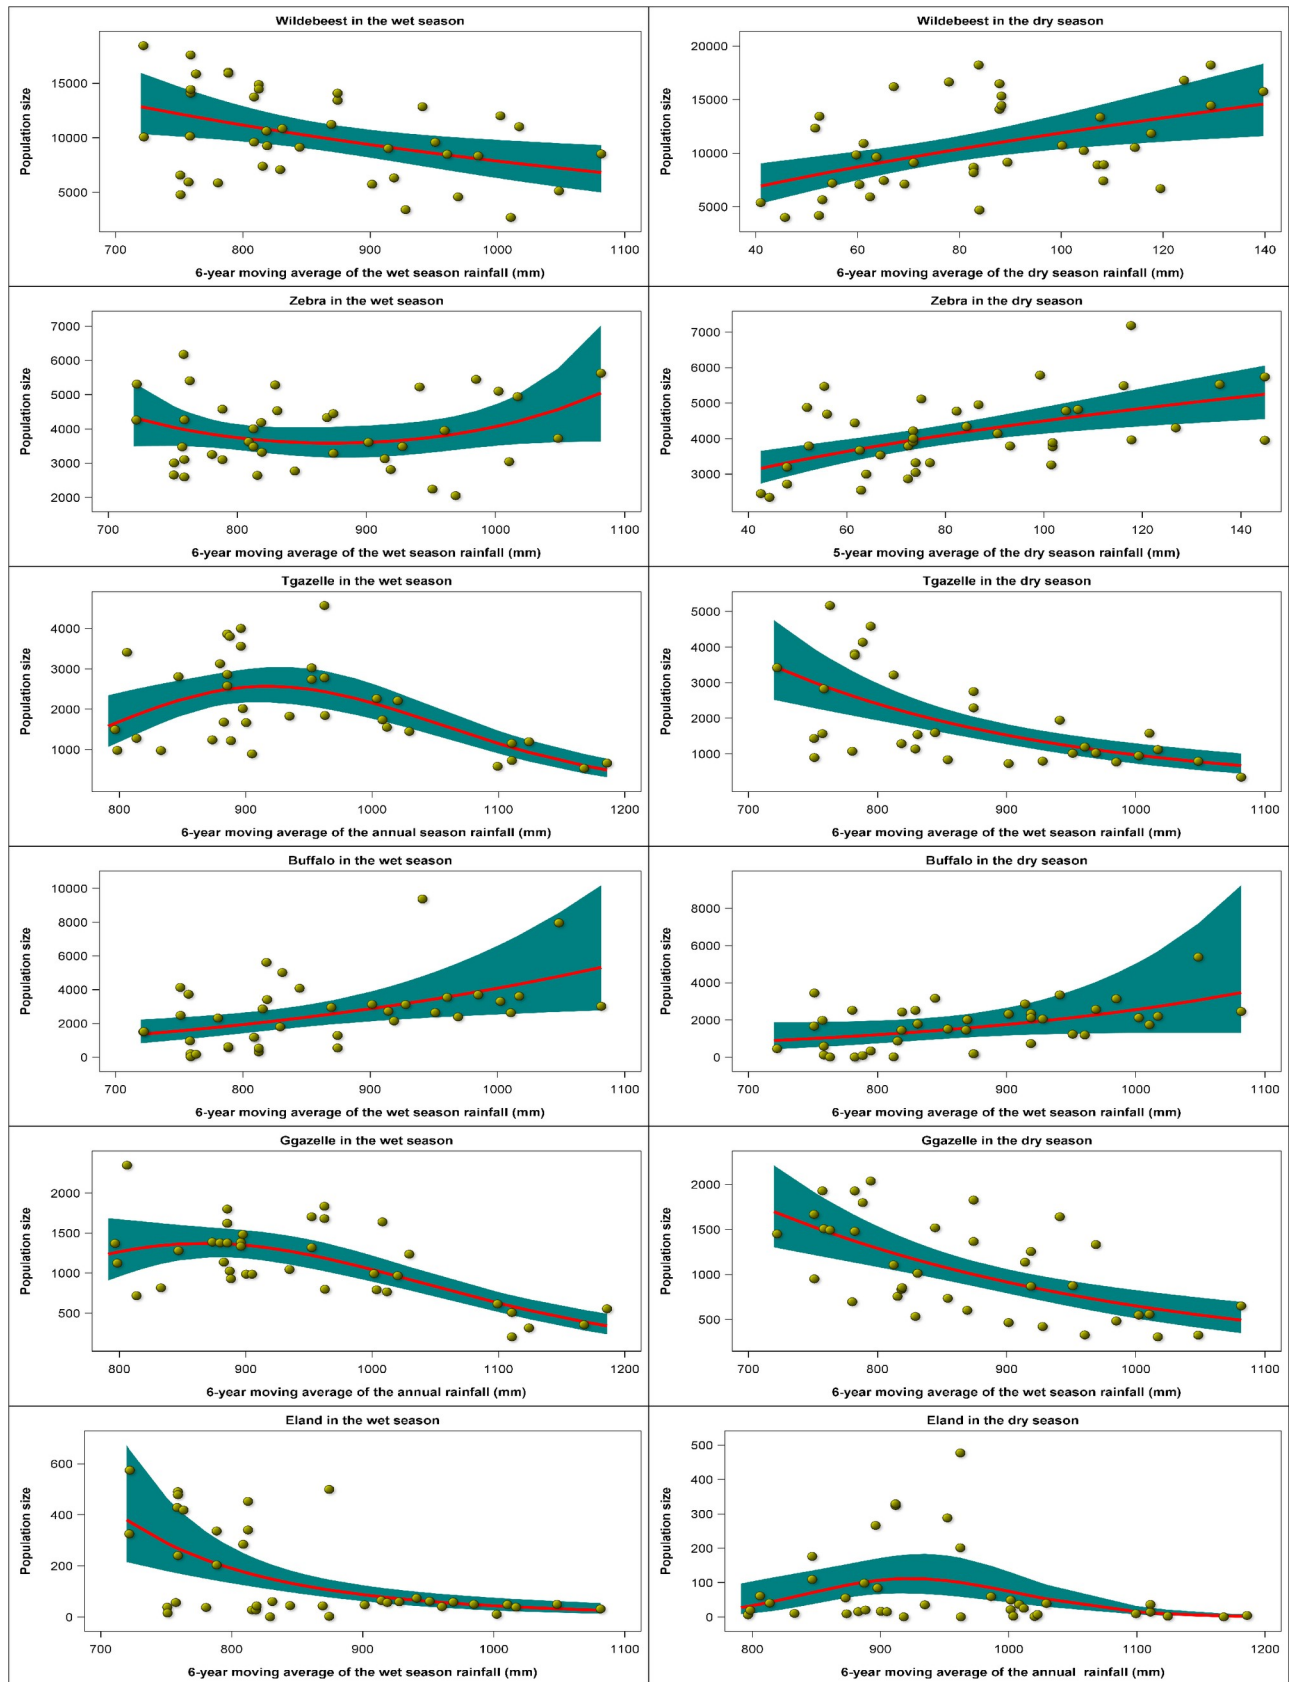 Wildebeest in the wet season
Population size
15000
10000
5000
700 800 900 1000 1100
6-year moving average of the wet season rainfall (mm)
Wildebeest in the dry season
Population size
20000
15000
10000
5000
40 60 80 100 120 140
6-year moving average of the dry season rainfall (mm)
Zebra in the wet season
Population size
7000
6000
5000
4000
3000
2000
700 800 900 1000 1100
6-year moving average of the wet season rainfall (mm)
Zebra in the dry season
Population size
7000
6000
5000
4000
3000
40 60 80 100 120 140
5-year moving average of the dry season rainfall (mm)
Tgazelle in the wet season
Population size
4000
3000
2000
1000
800 900 1000 1100 1200
6-year moving average of the annual season rainfall (mm)
Tgazelle in the dry season
Population size
5000
4000
3000
2000
1000
700 800 900 1000 1100
6-year moving average of the wet season rainfall (mm)
Buffalo in the wet season
Population size
10000
8000
6000
4000
2000
0
700 800 900 1000 1100
6-year moving average of the wet season rainfall (mm)
Buffalo in the dry season
Population size
8000
6000
4000
2000
0
700 800 900 1000 1100
6-year moving average of the wet season rainfall (mm)
Ggazelle in the wet season
Population size
2000
1500
1000
500
800 900 1000 1100 1200
6-year moving average of the annual rainfall (mm)
Ggazelle in the dry season
Population size
2000
1500
1000
500
700 800 900 1000 1100
6-year moving average of the wet season rainfall (mm)
Eland in the wet season
Population size
600
400
200
0
700 800 900 1000 1100
6-year moving average of the wet season rainfall (mm)
Eland in the dry season
Population size
500
400
300
200
100
0
800 900 1000 1100 1200
6-year moving average of the annual rainfall (mm)